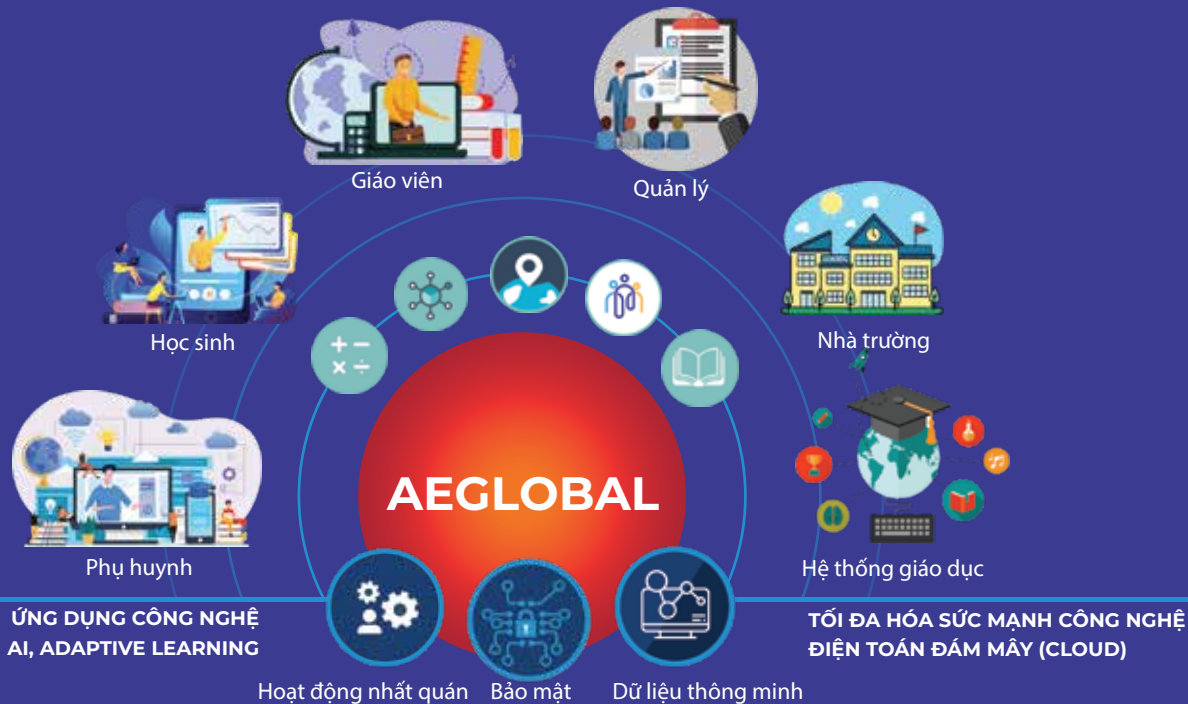 Giáo viên
Quản lý
Học sinh
Nhà trường
AEGLOBAL
Phụ huynh
Hệ thống giáo dục
ỨNG DỤNG CÔNG NGHỆ
AI, ADAPTIVE LEARNING
TỐI ĐA HÓA SỨC MẠNH CÔNG NGHỆ
ĐIỆN TOÁN ĐÁM MÂY (CLOUD)
Hoạt động nhất quán
Bảo mật
Dữ liệu thông minh